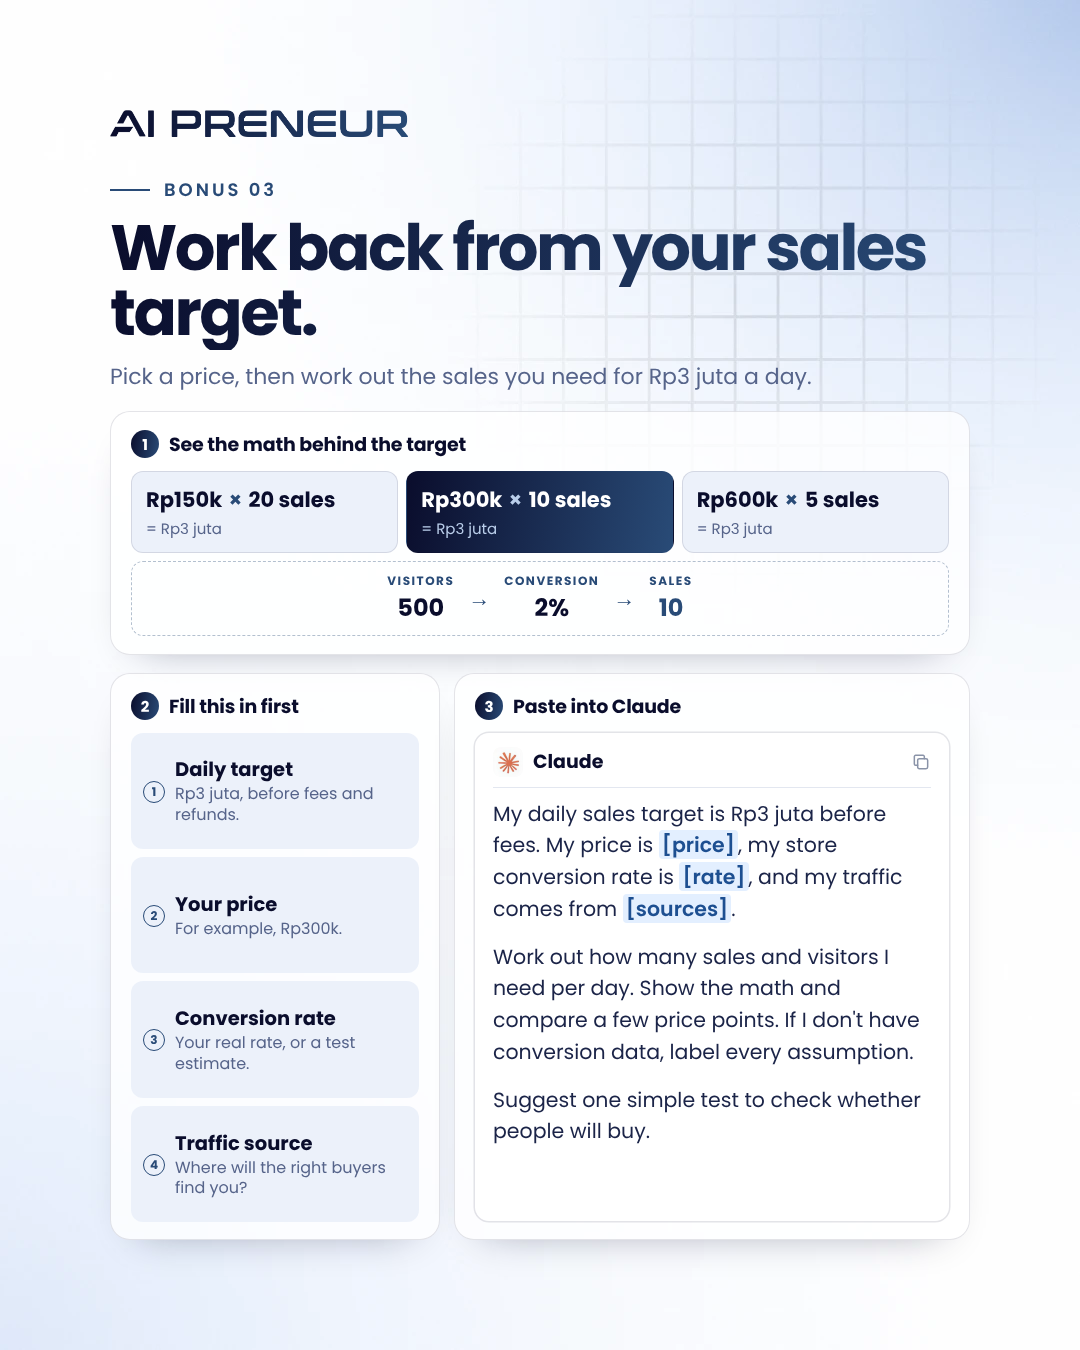 AI PRENEUR
BONUS 03
Work back from your sales
target.
Pick a price, then work out the sales you need for Rp3 juta a day.
1 See the math behind the target
Rp150k × 20 sales
= Rp3 juta
Rp300k × 10 sales
= Rp3 juta
Rp600k × 5 sales
= Rp3 juta
VISITORS CONVERSION SALES
500 → 2% → 10
2 Fill this in first
1 Daily target
Rp3 juta, before fees and
refunds.
2 Your price
For example, Rp300k.
3 Conversion rate
Your real rate, or a test
estimate.
4 Traffic source
Where will the right buyers
find you?
3 Paste into Claude
Claude
My daily sales target is Rp3 juta before
fees. My price is [price], my store
conversion rate is [rate], and my traffic
comes from [sources].
Work out how many sales and visitors I
need per day. Show the math and
compare a few price points. If I don't have
conversion data, label every assumption.
Suggest one simple test to check whether
people will buy.